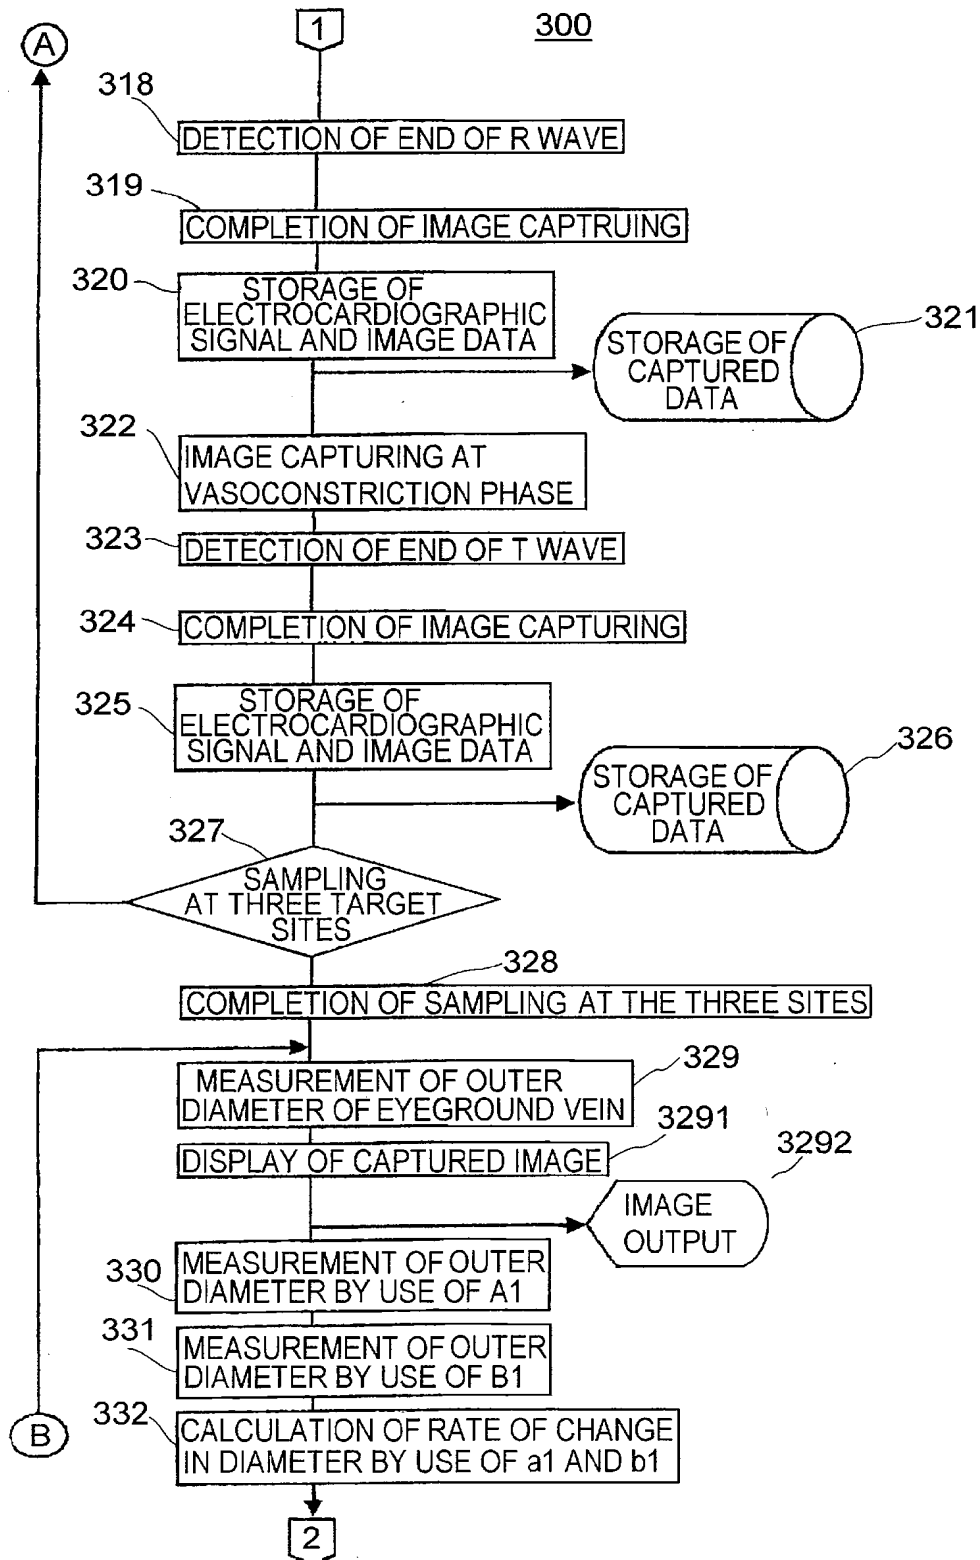 A
1
300
318
DETECTION OF END OF R WAVE
319
COMPLETION OF IMAGE CAPTRUING
320
STORAGE OF
ELECTROCARDIOGRAPHIC
SIGNAL AND IMAGE DATA
321
STORAGE OF
CAPTURED
DATA
322
IMAGE CAPTURING AT
VASOCONSTRICTION PHASE
323
DETECTION OF END OF T WAVE
324
COMPLETION OF IMAGE CAPTURING
325
STORAGE OF
ELECTROCARDIOGRAPHIC
SIGNAL AND IMAGE DATA
326
STORAGE OF
CAPTURED
DATA
327
SAMPLING
AT THREE TARGET
SITES
328
COMPLETION OF SAMPLING AT THE THREE SITES
329
MEASUREMENT OF OUTER
DIAMETER OF EYEGROUND VEIN
3291
DISPLAY OF CAPTURED IMAGE
3292
IMAGE
OUTPUT
330
MEASUREMENT OF OUTER
DIAMETER BY USE OF A1
331
MEASUREMENT OF OUTER
DIAMETER BY USE OF B1
B
332
CALCULATION OF RATE OF CHANGE
IN DIAMETER BY USE OF a1 AND b1
2